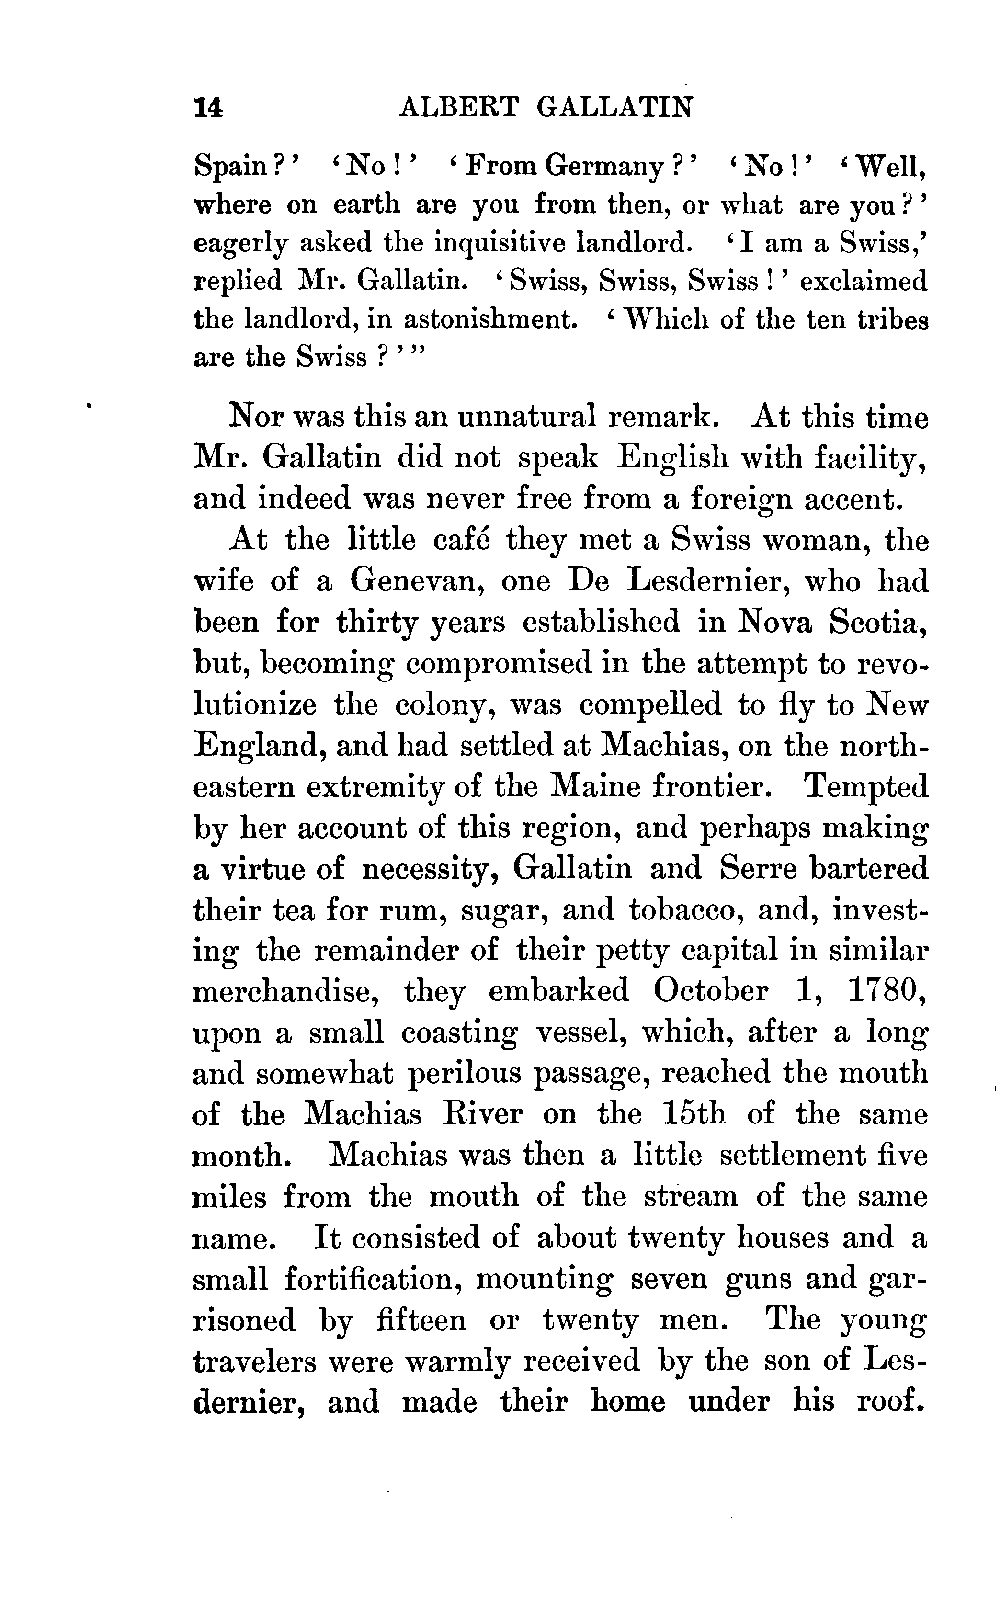 14 ALBERT GALLATIN
Spain?' 'No!' 'From Germany?' 'No!' 'Well,
where on earth are you from then, or what are you?'
eagerly asked the inquisitive landlord. 'I am a Swiss,'
replied Mr. Gallatin. 'Swiss, Swiss, Swiss!' exclaimed
the landlord, in astonishment. 'Which of the ten tribes
are the Swiss?'"
Nor was this an unnatural remark. At this time
Mr. Gallatin did not speak English with facility,
and indeed was never free from a foreign accent.
At the little café they met a Swiss woman, the
wife of a Genevan, one De Lesdernier, who had
been for thirty years established in Nova Scotia,
but, becoming compromised in the attempt to revo-
lutionize the colony, was compelled to fly to New
England, and had settled at Machias, on the north-
eastern extremity of the Maine frontier. Tempted
by her account of this region, and perhaps making
a virtue of necessity, Gallatin and Serre bartered
their tea for rum, sugar, and tobacco, and, invest-
ing the remainder of their petty capital in similar
merchandise, they embarked October 1, 1780,
upon a small coasting vessel, which, after a long
and somewhat perilous passage, reached the mouth
of the Machias River on the 15th of the same
month. Machias was then a little settlement five
miles from the mouth of the stream of the same
name. It consisted of about twenty houses and a
small fortification, mounting seven guns and gar-
risoned by fifteen or twenty men. The young
travelers were warmly received by the son of Les-
dernier, and made their home under his roof.